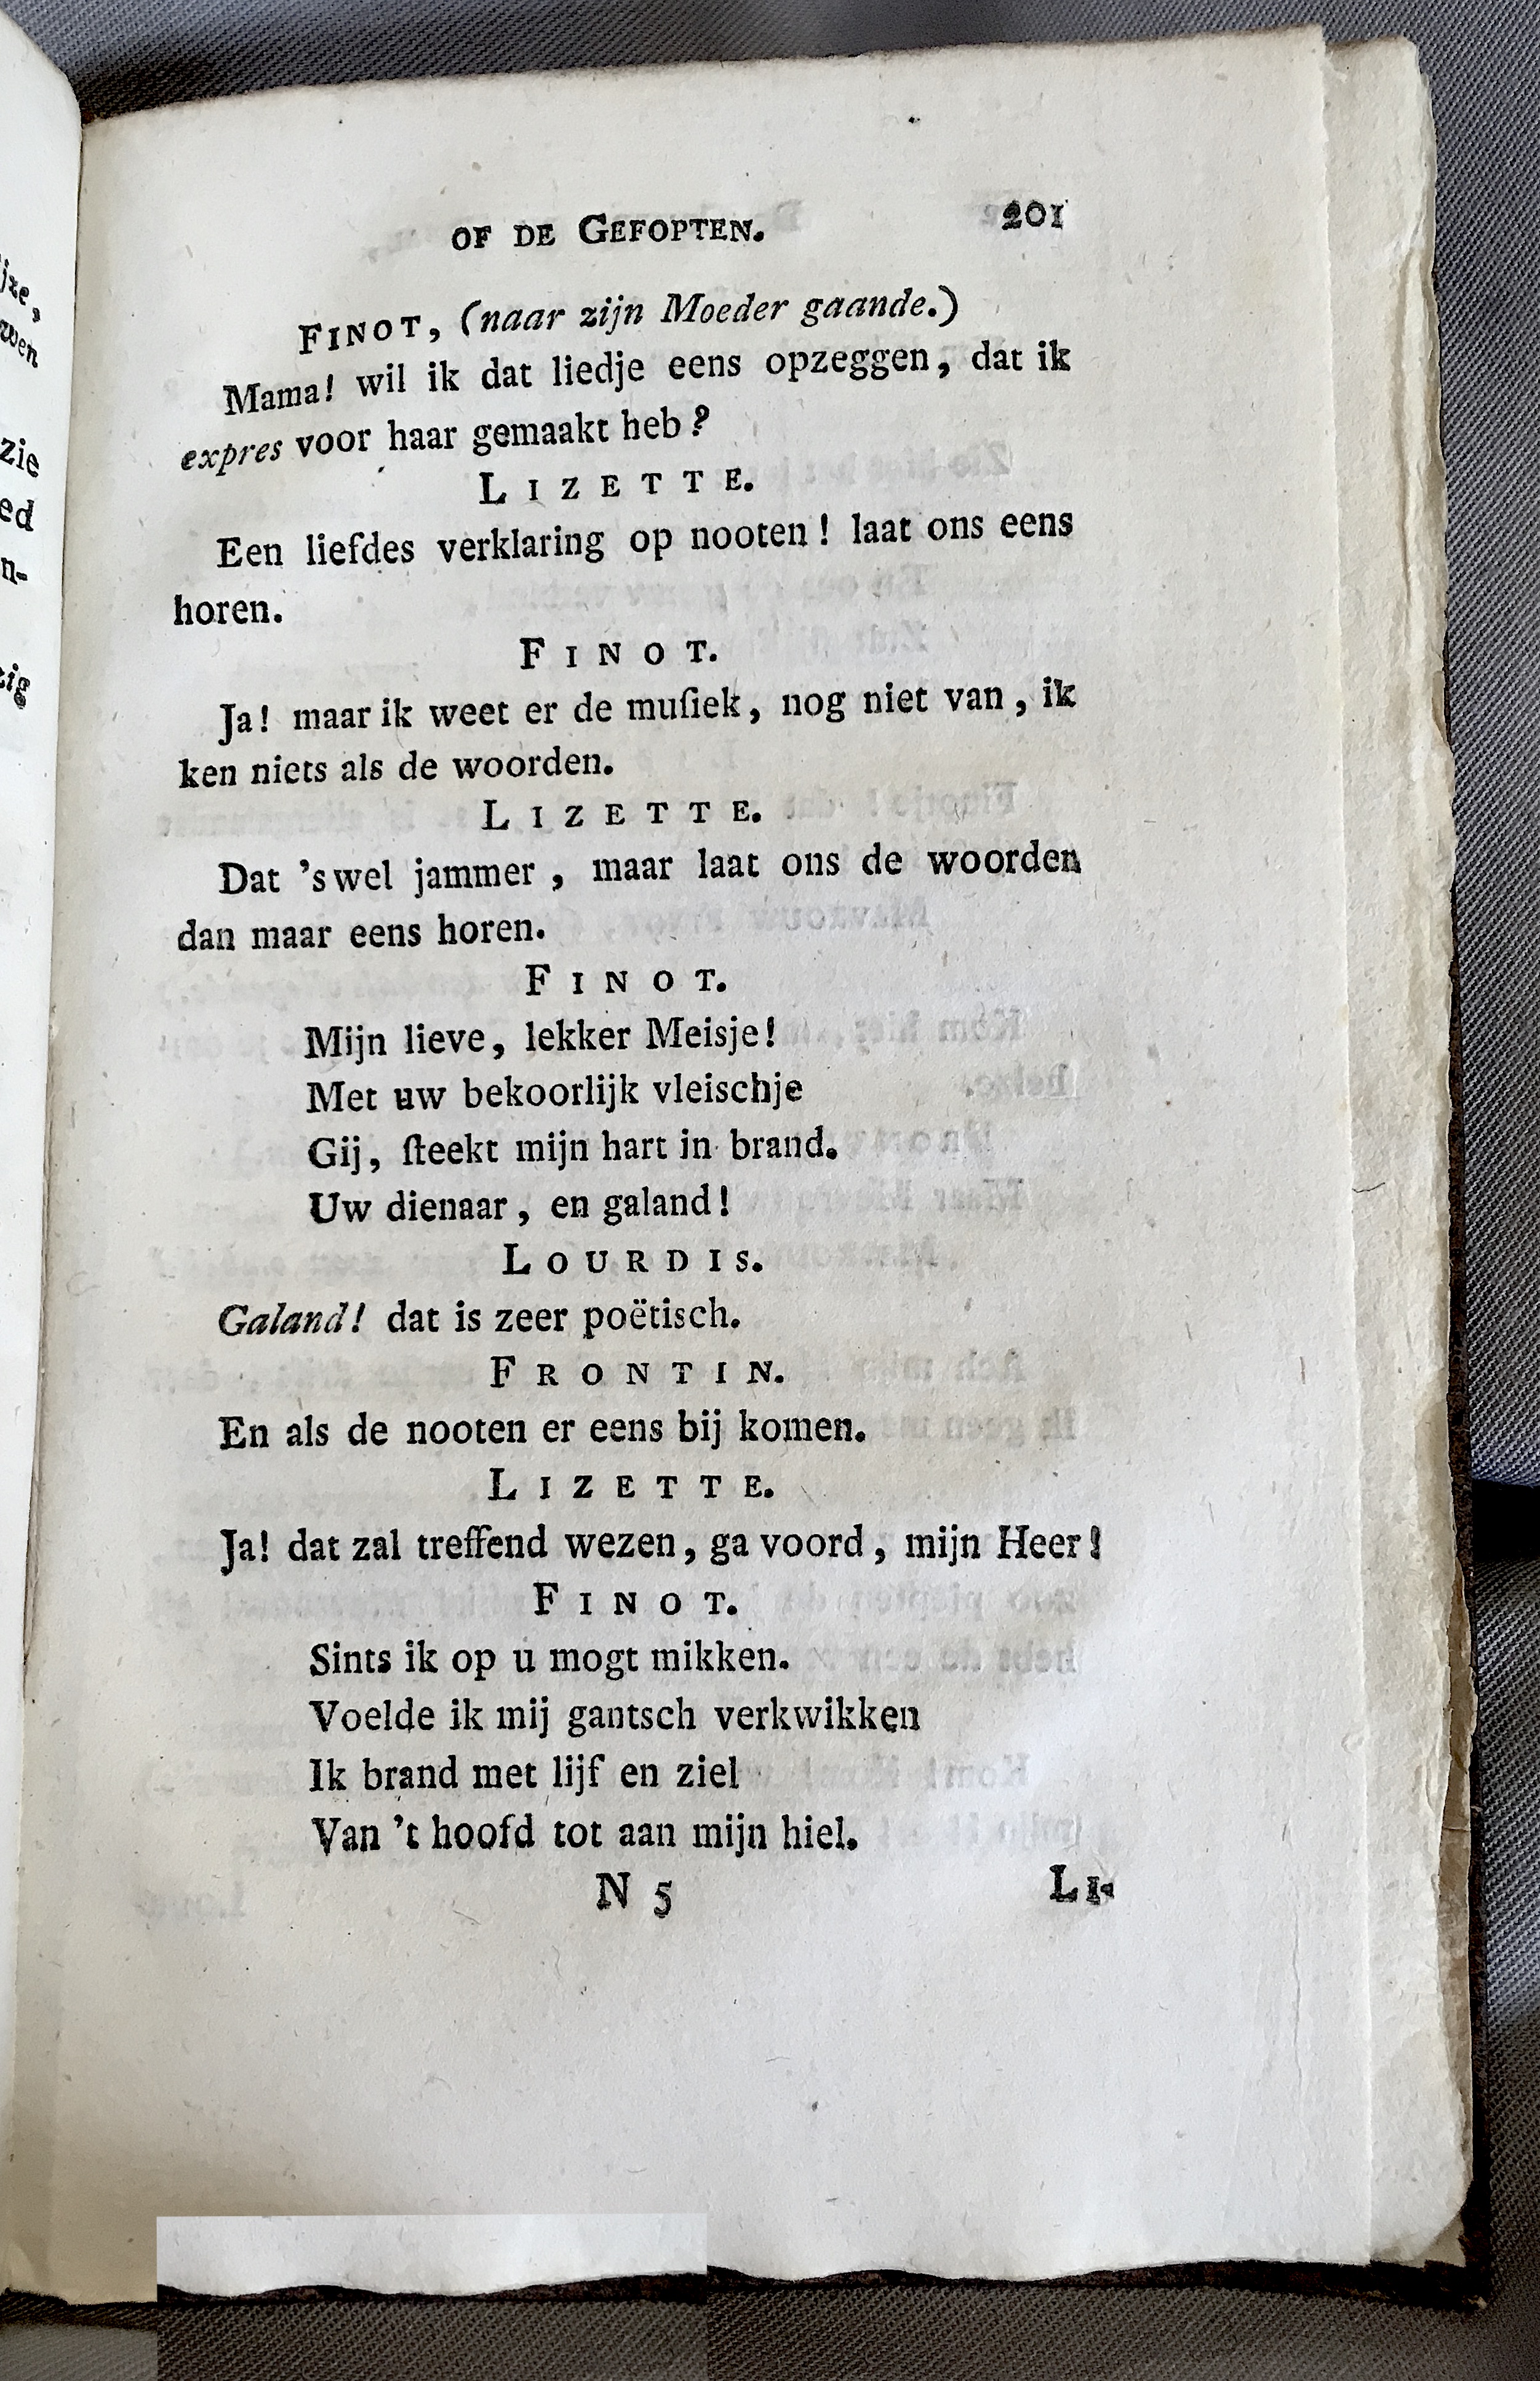 OF DE GEFOPTEN. 201
FINOT, (naar zijn Moeder gaande.)
Mama! wil ik dat liedje eens opzeggen, dat ik
expres voor haar gemaakt heb?
LIZETTE.
Een liefdes verklaring op nooten! laat ons eens
horen.
FINOT.
Ja! maar ik weet er de muſiek, nog niet van, ik
ken niets als de woorden.
LIZETTE.
Dat 's wel jammer, maar laat ons de woorden
dan maar eens horen.
FINOT.
Mijn lieve, lekker Meisje!
Met uw bekoorlijk vleischje
Gij, ſteekt mijn hart in brand.
Uw dienaar, en galand!
LOURDIS.
Galand! dat is zeer poëtisch.
FRONTIN.
En als de nooten er eens bij komen.
LIZETTE.
Ja! dat zal treffend wezen, ga voord, mijn Heer!
FINOT.
Sints ik op u mogt mikken.
Voelde ik mij gantsch verkwikken
Ik brand met lijf en ziel
Van 't hoofd tot aan mijn hiel.
N 5 LI-